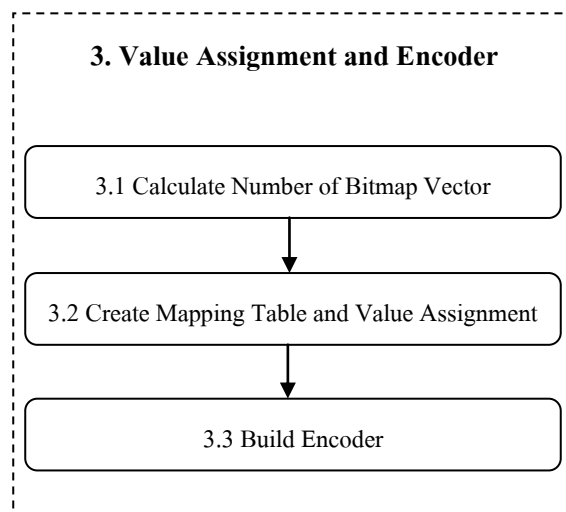 3. Value Assignment and Encoder
3.1 Calculate Number of Bitmap Vector
3.2 Create Mapping Table and Value Assignment
3.3 Build Encoder